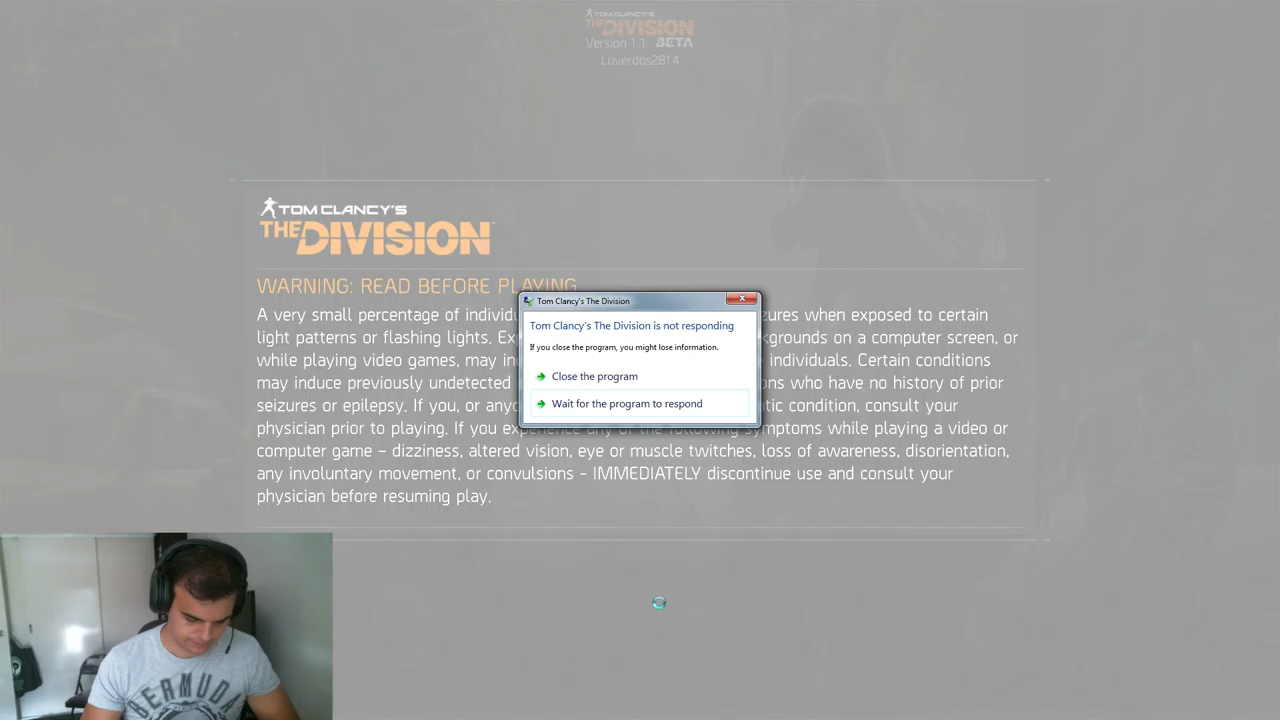 TOM CLANCY'S
THE DIVISION
Version 1.1 BETA
Loverdos2814
TOM CLANCY'S
THE DIVISION
WARNING: READ BEFORE PLAYING
A very small percentage of individu zures when exposed to certain
light patterns or flashing lights. Ex kgrounds on a computer screen, or
while playing video games, may in individuals. Certain conditions
may induce previously undetected ons who have no history of prior
seizures or epilepsy. If you, or anyo tic condition, consult your
physician prior to playing. If you experience any of the following symptoms while playing a video or
computer game – dizziness, altered vision, eye or muscle twitches, loss of awareness, disorientation,
any involuntary movement, or convulsions - IMMEDIATELY discontinue use and consult your
physician before resuming play.
Tom Clancy's The Division
Tom Clancy's The Division is not responding
If you close the program, you might lose information.
Close the program
Wait for the program to respond
BERMUDA